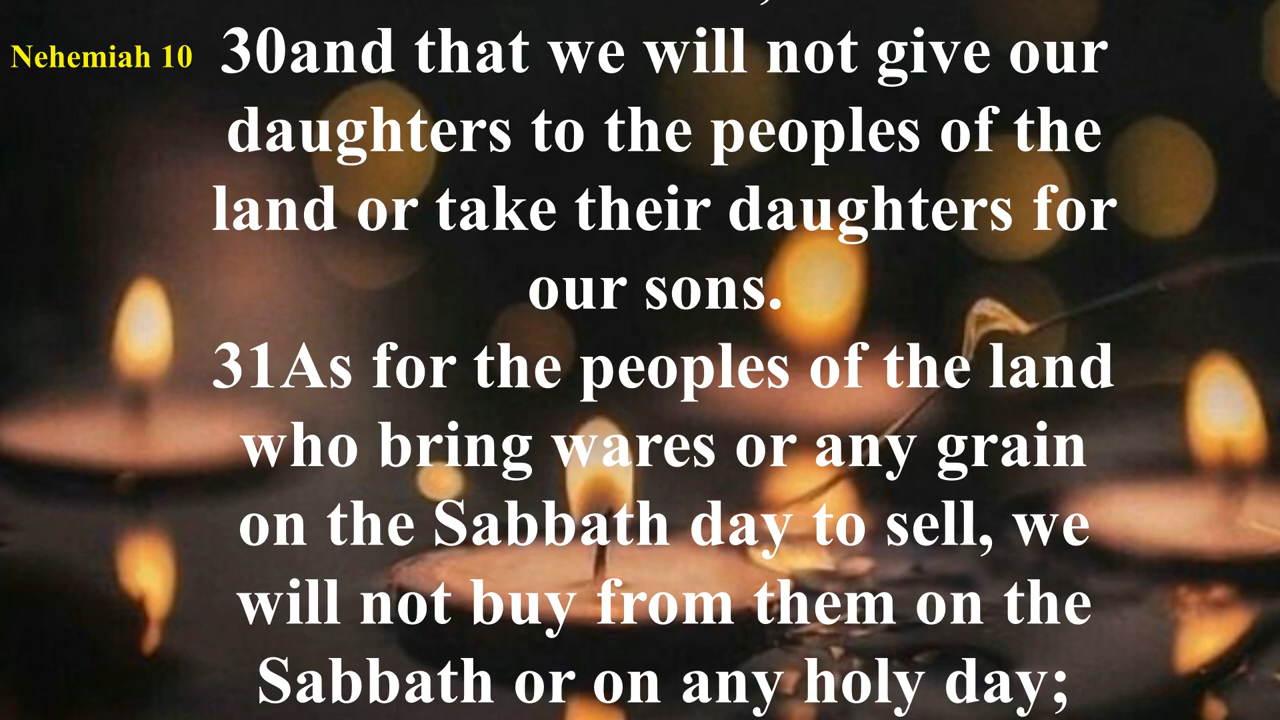 Nehemiah 10
30and that we will not give our
daughters to the peoples of the
land or take their daughters for
our sons.
31As for the peoples of the land
who bring wares or any grain
on the Sabbath day to sell, we
will not buy from them on the
Sabbath or on any holy day;